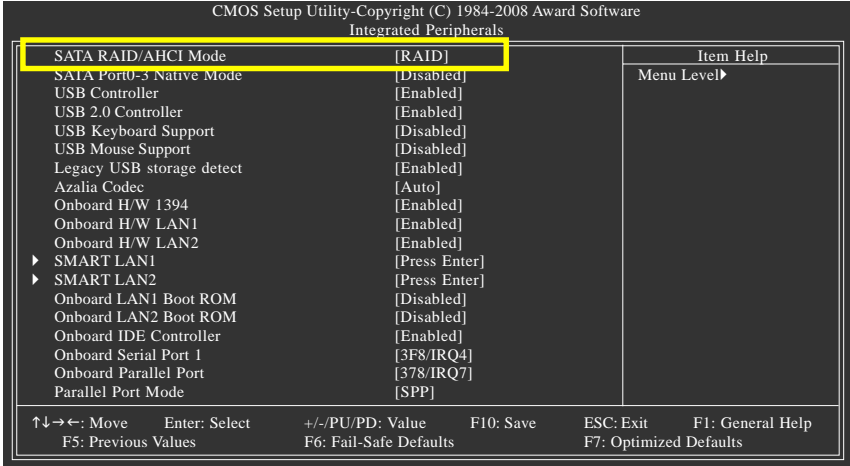 CMOS Setup Utility-Copyright (C) 1984-2008 Award Software
Integrated Peripherals
SATA RAID/AHCI Mode [RAID] Item Help
SATA Port0-3 Native Mode [Disabled] Menu Level▶
USB Controller [Enabled]
USB 2.0 Controller [Enabled]
USB Keyboard Support [Disabled]
USB Mouse Support [Disabled]
Legacy USB storage detect [Enabled]
Azalia Codec [Auto]
Onboard H/W 1394 [Enabled]
Onboard H/W LAN1 [Enabled]
Onboard H/W LAN2 [Enabled]
▶ SMART LAN1 [Press Enter]
▶ SMART LAN2 [Press Enter]
Onboard LAN1 Boot ROM [Disabled]
Onboard LAN2 Boot ROM [Disabled]
Onboard IDE Controller [Enabled]
Onboard Serial Port 1 [3F8/IRQ4]
Onboard Parallel Port [378/IRQ7]
Parallel Port Mode [SPP]
↑↓→←: Move Enter: Select +/-/PU/PD: Value F10: Save ESC: Exit F1: General Help
F5: Previous Values F6: Fail-Safe Defaults F7: Optimized Defaults